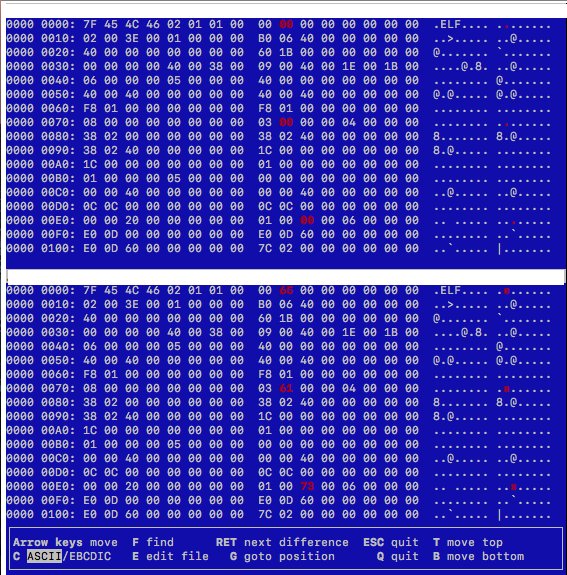 0000 0000: 7F 45 4C 46 02 01 01 00 00 00 00 00 00 00 00 00 .ELF.... ........
0000 0010: 02 00 3E 00 01 00 00 00 B0 06 40 00 00 00 00 00 ..>..... ..@.....
0000 0020: 40 00 00 00 00 00 00 00 60 1B 00 00 00 00 00 00 @....... `.......
0000 0030: 00 00 00 00 40 00 38 00 09 00 40 00 1E 00 1B 00 ....@.8. ..@.....
0000 0040: 06 00 00 00 05 00 00 00 40 00 00 00 00 00 00 00 ........ @.......
0000 0050: 40 00 40 00 00 00 00 00 40 00 40 00 00 00 00 00 @.@..... @.@.....
0000 0060: F8 01 00 00 00 00 00 00 F8 01 00 00 00 00 00 00 ........ ........
0000 0070: 08 00 00 00 00 00 00 00 03 00 00 00 04 00 00 00 ........ ........
0000 0080: 38 02 00 00 00 00 00 00 38 02 40 00 00 00 00 00 8....... 8.@.....
0000 0090: 38 02 40 00 00 00 00 00 1C 00 00 00 00 00 00 00 8.@..... ........
0000 00A0: 1C 00 00 00 00 00 00 00 01 00 00 00 00 00 00 00 ........ ........
0000 00B0: 01 00 00 00 05 00 00 00 00 00 00 00 00 00 00 00 ........ ........
0000 00C0: 00 00 40 00 00 00 00 00 00 00 40 00 00 00 00 00 ..@..... ..@.....
0000 00D0: 0C 0C 00 00 00 00 00 00 0C 0C 00 00 00 00 00 00 ........ ........
0000 00E0: 00 00 20 00 00 00 00 00 01 00 00 00 06 00 00 00 .. ..... ........
0000 00F0: E0 0D 00 00 00 00 00 00 E0 0D 60 00 00 00 00 00 ........ ..`.....
0000 0100: E0 0D 60 00 00 00 00 00 7C 02 00 00 00 00 00 00 ..`..... |.......
0000 0000: 7F 45 4C 46 02 01 01 00 00 00 00 00 00 00 00 .ELF....
0000 0010: 02 00 3E 00 01 00 00 00 B0 06 40 00 00 00 00 00 ..>..... ..@.....
0000 0020: 40 00 00 00 00 00 00 00 60 1B 00 00 00 00 00 00 @....... `.......
0000 0030: 00 00 00 00 40 00 38 00 09 00 40 00 1E 00 1B 00 ....@.8. ..@.....
0000 0040: 06 00 00 00 05 00 00 00 40 00 00 00 00 00 00 00 ........ @.......
0000 0050: 40 00 40 00 00 00 00 00 40 00 40 00 00 00 00 00 @.@..... @.@.....
0000 0060: F8 01 00 00 00 00 00 00 F8 01 00 00 00 00 00 00 ........ ........
0000 0070: 08 00 00 00 00 00 00 00 03 00 00 04 00 00 00 ........
0000 0080: 38 02 00 00 00 00 00 00 38 02 40 00 00 00 00 00 8....... 8.@.....
0000 0090: 38 02 40 00 00 00 00 00 1C 00 00 00 00 00 00 00 8.@..... ........
0000 00A0: 1C 00 00 00 00 00 00 00 01 00 00 00 00 00 00 00 ........ ........
0000 00B0: 01 00 00 00 05 00 00 00 00 00 00 00 00 00 00 00 ........ ........
0000 00C0: 00 00 40 00 00 00 00 00 00 00 40 00 00 00 00 00 ..@..... ..@.....
0000 00D0: 0C 0C 00 00 00 00 00 00 0C 0C 00 00 00 00 00 00 ........ ........
0000 00E0: 00 00 20 00 00 00 00 00 01 00 73 00 06 00 00 00 .. .....
0000 00F0: E0 0D 00 00 00 00 00 00 E0 0D 60 00 00 00 00 00 ........ ..`.....
0000 0100: E0 0D 60 00 00 00 00 00 7C 02 00 00 00 00 00 00 ..`..... |.......
Arrow keys move F find RET next difference ESC quit T move top
C ASCII/EBCDIC E edit file G goto position Q quit B move bottom